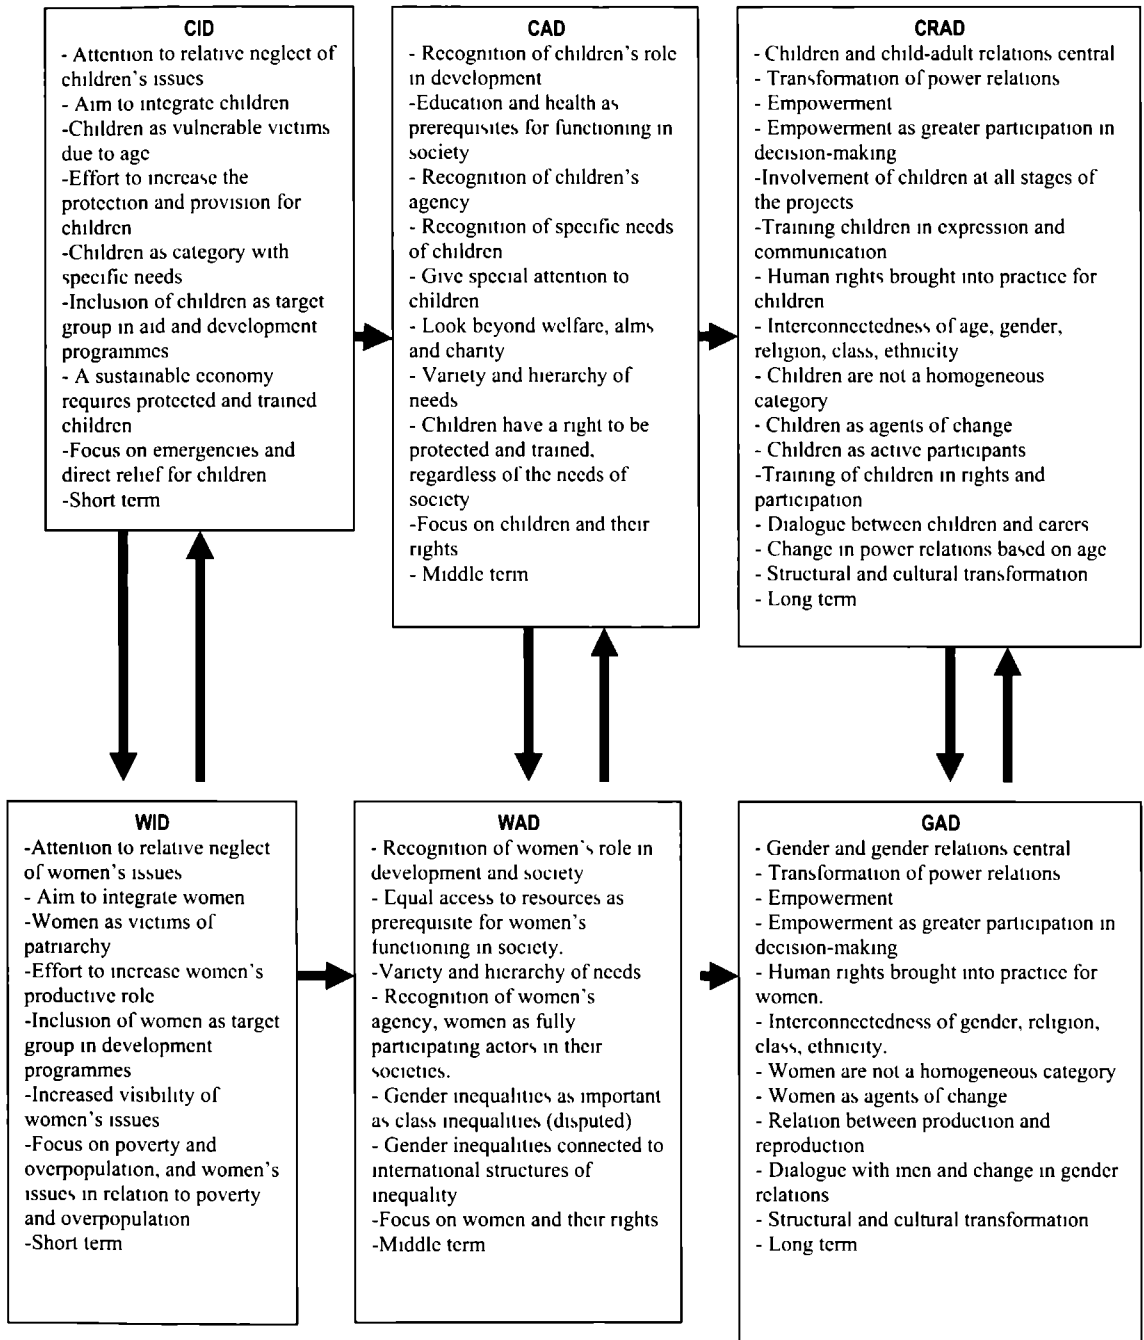 CID
- Attention to relative neglect of
children's issues
- Aim to integrate children
-Children as vulnerable victims
due to age
-Effort to increase the
protection and provision for
children
-Children as category with
specific needs
-Inclusion of children as target
group in aid and development
programmes
- A sustainable economy
requires protected and trained
children
-Focus on emergencies and
direct relief for children
-Short term
CAD
- Recognition of children's role
in development
-Education and health as
prerequisites for functioning in
society
- Recognition of children's
agency
- Recognition of specific needs
of children
- Give special attention to
children
- Look beyond welfare, alms
and charity
- Variety and hierarchy of
needs
- Children have a right to be
protected and trained,
regardless of the needs of
society
-Focus on children and their
rights
- Middle term
CRAD
- Children and child-adult relations central
- Transformation of power relations
- Empowerment
- Empowerment as greater participation in
decision-making
-Involvement of children at all stages of
the projects
-Training children in expression and
communication
- Human rights brought into practice for
children
- Interconnectedness of age, gender,
religion, class, ethnicity
- Children are not a homogeneous
category
- Children as agents of change
- Children as active participants
-Training of children in rights and
participation
- Dialogue between children and carers
- Change in power relations based on age
- Structural and cultural transformation
- Long term
WID
-Attention to relative neglect
of women's issues
- Aim to integrate women
-Women as victims of
patriarchy
-Effort to increase women's
productive role
-Inclusion of women as target
group in development
programmes
-Increased visibility of
women's issues
-Focus on poverty and
overpopulation, and women's
issues in relation to poverty
and overpopulation
-Short term
WAD
- Recognition of women's role in
development and society
- Equal access to resources as
prerequisite for women's
functioning in society.
-Variety and hierarchy of needs
- Recognition of women's
agency, women as fully
participating actors in their
societies.
- Gender inequalities as important
as class inequalities (disputed)
- Gender inequalities connected to
international structures of
inequality
-Focus on women and their rights
-Middle term
GAD
- Gender and gender relations central
- Transformation of power relations
- Empowerment
- Empowerment as greater participation in
decision-making
- Human rights brought into practice for
women.
- Interconnectedness of gender, religion,
class, ethnicity.
- Women are not a homogeneous category
- Women as agents of change
- Relation between production and
reproduction
- Dialogue with men and change in gender
relations
- Structural and cultural transformation
- Long term